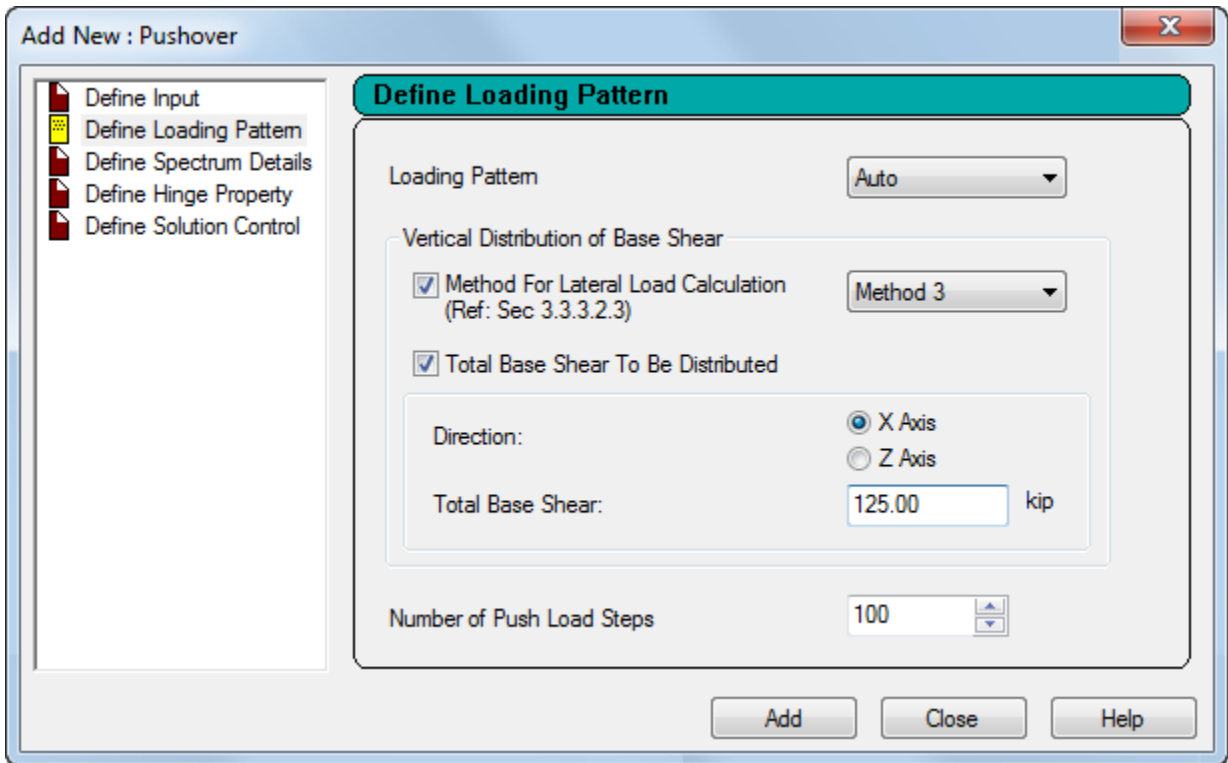 Add New : Pushover
Define Input
Define Loading Pattern
Define Spectrum Details
Define Hinge Property
Define Solution Control
Define Loading Pattern
Loading Pattern
Auto
Vertical Distribution of Base Shear
Method For Lateral Load Calculation
(Ref: Sec 3.3.3.2.3)
Method 3
Total Base Shear To Be Distributed
Direction:
X Axis
Z Axis
Total Base Shear:
125.00
kip
Number of Push Load Steps
100
Add
Close
Help